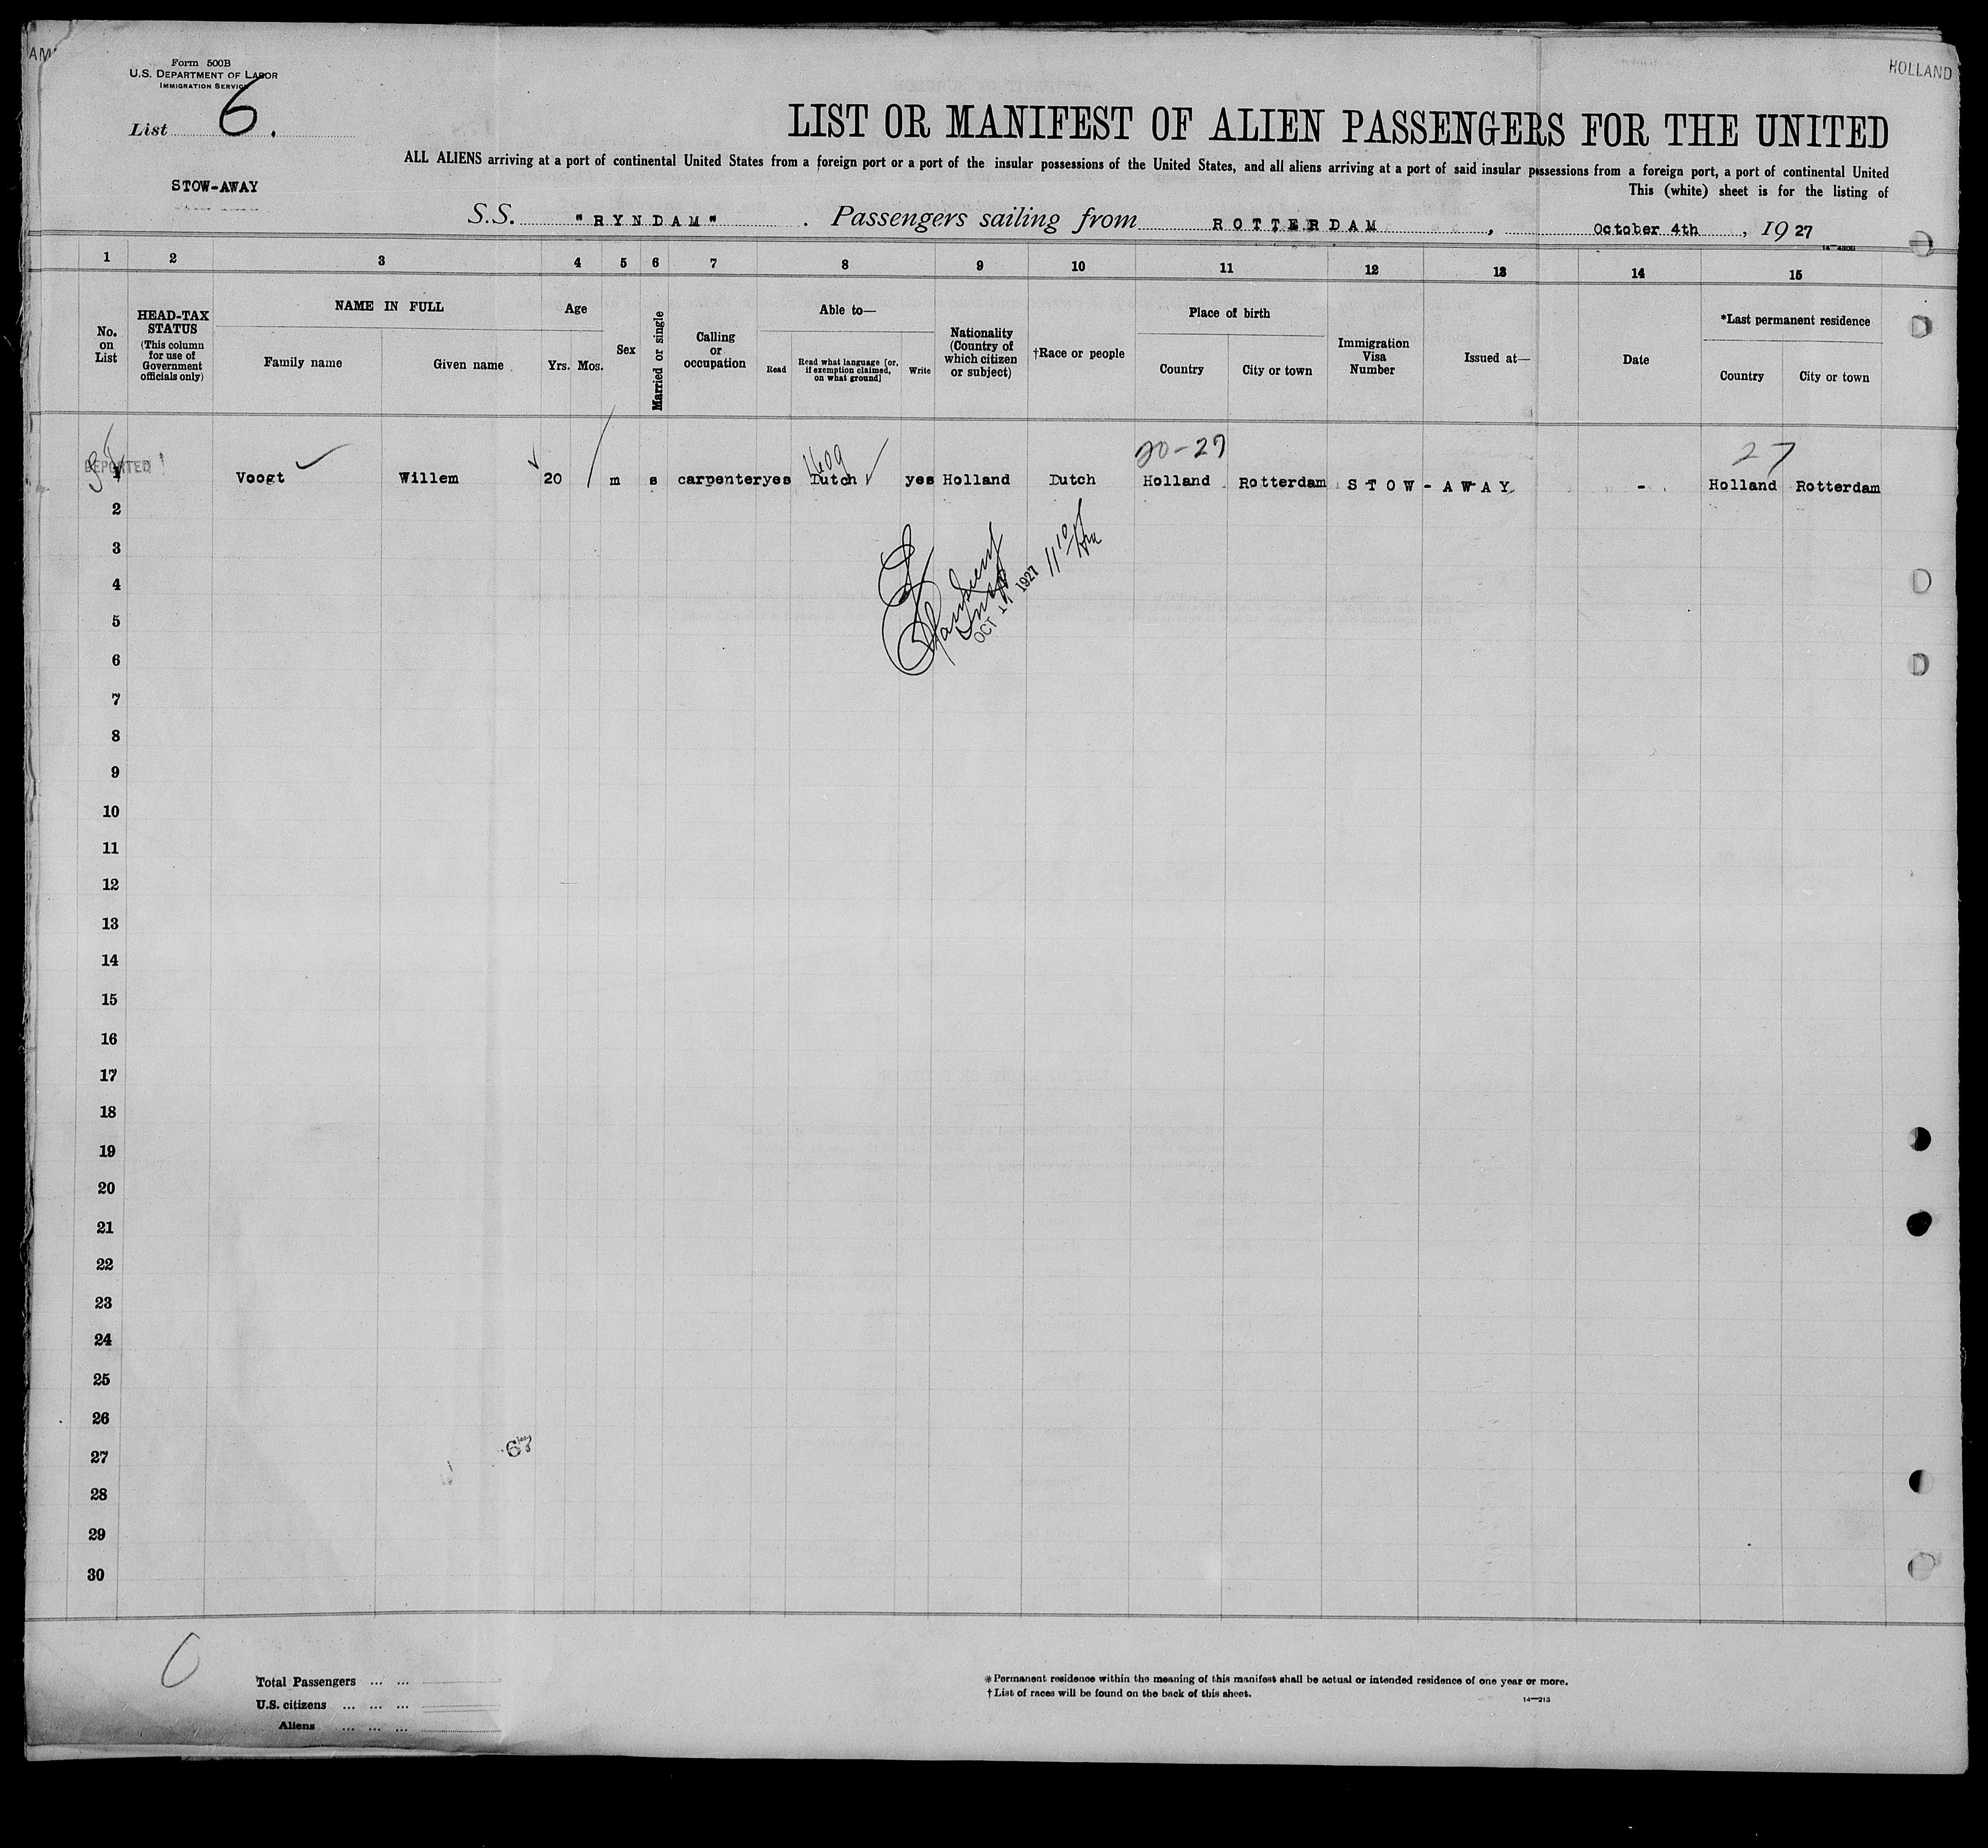 AM
HOLLAND
Form 500B
U.S. DEPARTMENT OF LABOR
IMMIGRATION SERVICE
List 6.
LIST OR MANIFEST OF ALIEN PASSENGERS FOR THE UNITED
ALL ALIENS arriving at a port of continental United States from a foreign port or a port of the insular possessions of the United States, and all aliens arriving at a port of said insular possessions from a foreign port, a port of continental United
This (white) sheet is for the listing of
STOW-AWAY
S.S. "RYNDAM". Passengers sailing from ROTTERDAM, October 4th, 1927
1 2 3 4 5 6 7 8 9 10 11 12 13 14 15
No. on List
HEAD-TAX STATUS
(This column for use of Government officials only)
NAME IN FULL
Family name
Given name
Age
Yrs. Mos.
Sex
Married or single
Calling or occupation
Able to—
Read
Read what language [or, if exemption claimed, on what ground]
Write
Nationality (Country of which citizen or subject)
†Race or people
Place of birth
Country
City or town
Immigration Visa Number
Issued at—
Date
*Last permanent residence
Country
City or town
20-27
27
DEPORTED
1 Voogt Willem 20 m s carpenter yes Dutch yes Holland Dutch Holland Rotterdam STOW-AWAY - Holland Rotterdam
2
3
4
OCT 1927
5
6
7
8
9
10
11
12
13
14
15
16
17
18
19
20
21
22
23
24
25
26
27
28
29
30
Total Passengers ... ...
U.S. citizens ... ... ...
Aliens ... ... ...
*Permanent residence within the meaning of this manifest shall be actual or intended residence of one year or more.
†List of races will be found on the back of this sheet.
14—213